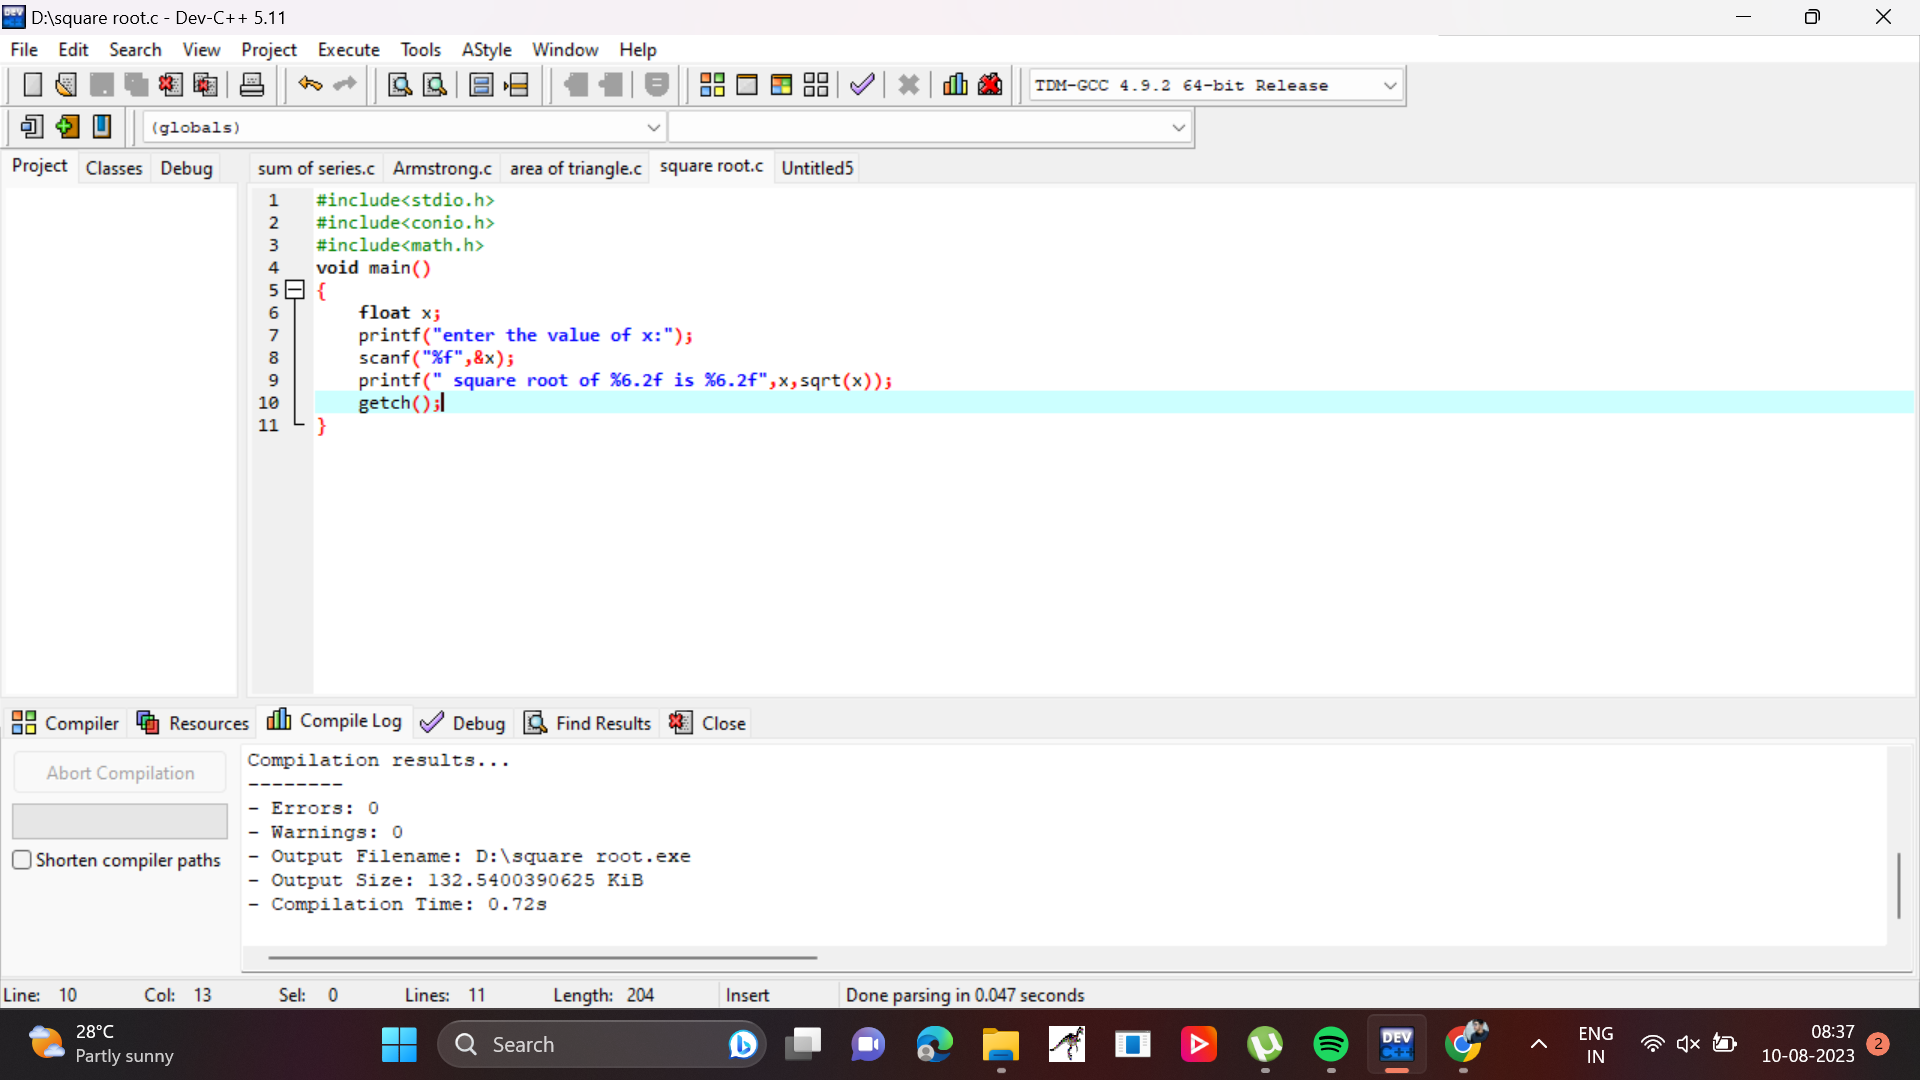 D:\square root.c - Dev-C++ 5.11
File Edit Search View Project Execute Tools AStyle Window Help
TDM-GCC 4.9.2 64-bit Release
(globals)
Project Classes Debug sum of series.c Armstrong.c area of triangle.c square root.c Untitled5
1 #include<stdio.h>
2 #include<conio.h>
3 #include<math.h>
4 void main()
5 {
6 float x;
7 printf("enter the value of x:");
8 scanf("%f",&x);
9 printf(" square root of %6.2f is %6.2f",x,sqrt(x));
10 getch();
11 }
Compiler Resources Compile Log Debug Find Results Close
Abort Compilation
Shorten compiler paths
Compilation results...
--------
- Errors: 0
- Warnings: 0
- Output Filename: D:\square root.exe
- Output Size: 132.5400390625 KiB
- Compilation Time: 0.72s
Line: 10 Col: 13 Sel: 0 Lines: 11 Length: 204 Insert Done parsing in 0.047 seconds
28°C
Partly sunny
Search
DEV
C++
ENG
IN
08:37
10-08-2023
2